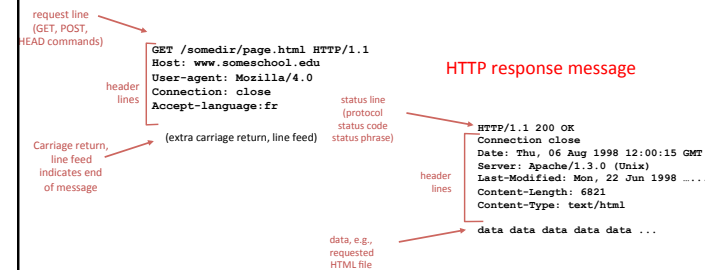 request line
(GET, POST,
HEAD commands)
GET /somedir/page.html HTTP/1.1
Host: www.someschool.edu
User-agent: Mozilla/4.0
Connection: close
Accept-language:fr
header
lines
(extra carriage return, line feed)
Carriage return,
line feed
indicates end
of message
HTTP response message
status line
(protocol
status code
status phrase)
HTTP/1.1 200 OK
Connection close
Date: Thu, 06 Aug 1998 12:00:15 GMT
Server: Apache/1.3.0 (Unix)
Last-Modified: Mon, 22 Jun 1998 …...
Content-Length: 6821
Content-Type: text/html
header
lines
data data data data data ...
data, e.g.,
requested
HTML file